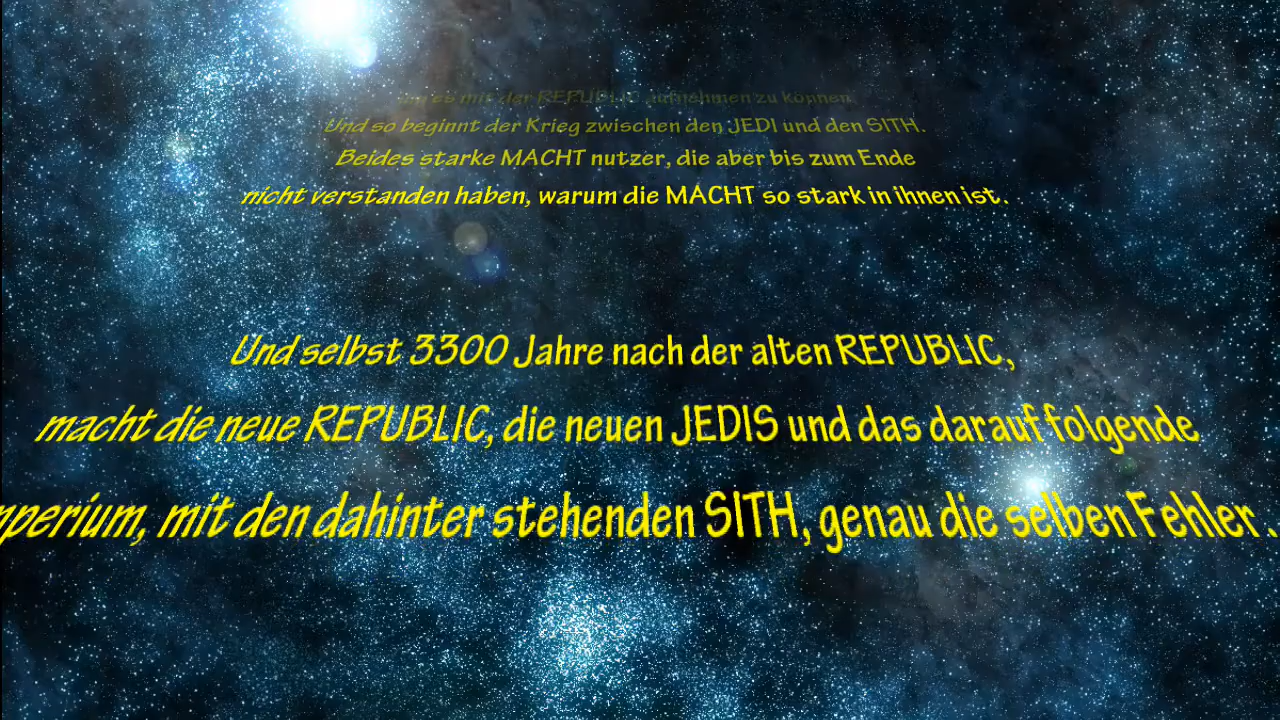 um es mit der REPUBLIC aufnehmen zu können.
Und so beginnt der Krieg zwischen den JEDI und den SITH.
Beides starke MACHT nutzer, die aber bis zum Ende
nicht verstanden haben, warum die MACHT so stark in ihnen ist.
Und selbst 3300 Jahre nach der alten REPUBLIC,
macht die neue REPUBLIC, die neuen JEDIS und das darauf folgende
mperium, mit den dahinter stehenden SITH, genau die selben Fehler..